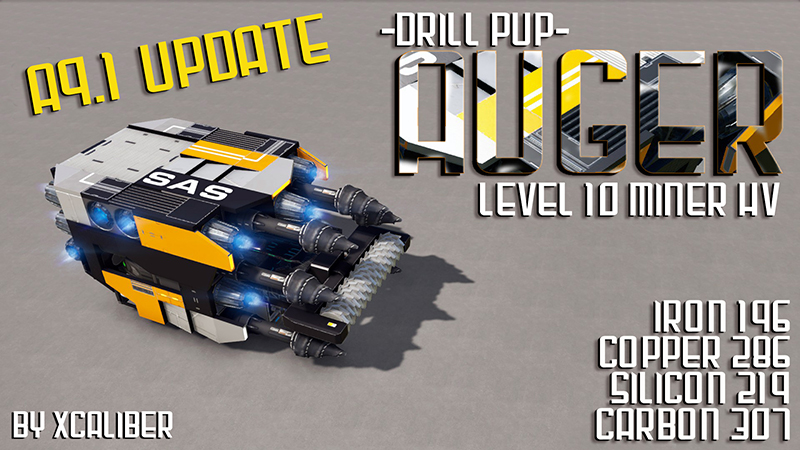 A9.1 UPDATE
-DRILL PUP-
AUGER
LEVEL 10 MINER HV
SAS
IRON 196
COPPER 286
SILICON 219
CARBON 307
BY XCALIBER